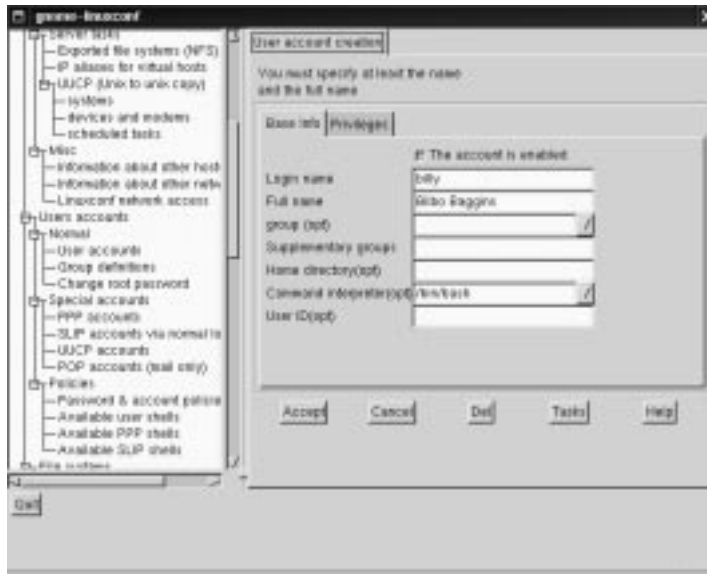 gnome-linuxconf
Server tasks
Exported file systems (NFS)
IP aliases for virtual hosts
UUCP (Unix to unix copy)
systems
devices and modems
scheduled tasks
Misc
Information about other host
Information about other netw
Linuxconf network access
Users accounts
Normal
User accounts
Group definitions
Change root password
Special accounts
PPP accounts
SLIP accounts via normal lo
UUCP accounts
POP accounts (mail only)
Policies
Password & account policie
Available user shells
Available PPP shells
Available SLIP shells
File systems
Quit
User account creation
You must specify at least the name
and the full name
Base info Privileges
The account is enabled
Login name billy
Full name Bilbo Baggins
group (opt)
Supplementary groups
Home directory(opt)
Command interpreter(opt) /bin/bash
User ID(opt)
Accept Cancel Del Tasks Help